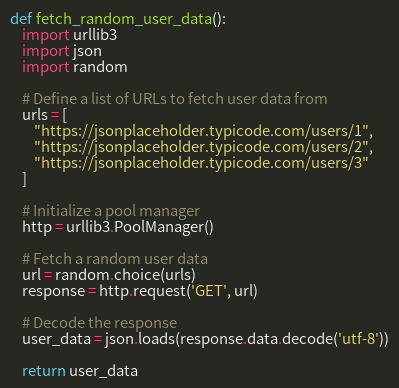 def fetch_random_user_data():
    import urllib3
    import json
    import random

    # Define a list of URLs to fetch user data from
    urls = [
        "https://jsonplaceholder.typicode.com/users/1",
        "https://jsonplaceholder.typicode.com/users/2",
        "https://jsonplaceholder.typicode.com/users/3"
    ]

    # Initialize a pool manager
    http = urllib3.PoolManager()

    # Fetch a random user data
    url = random.choice(urls)
    response = http.request('GET', url)

    # Decode the response
    user_data = json.loads(response.data.decode('utf-8'))

    return user_data